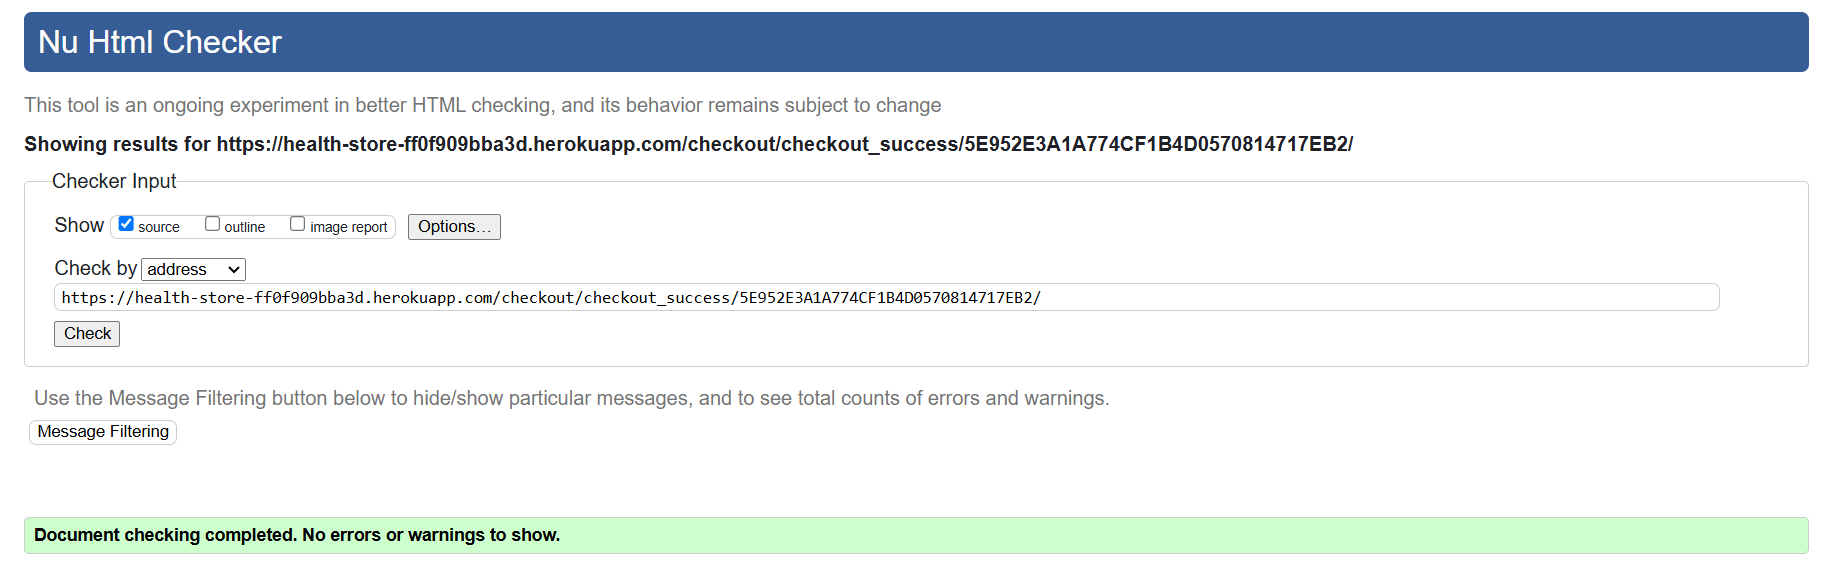 Nu Html Checker
This tool is an ongoing experiment in better HTML checking, and its behavior remains subject to change
Showing results for https://health-store-ff0f909bba3d.herokuapp.com/checkout/checkout_success/5E952E3A1A774CF1B4D0570814717EB2/
Checker Input
Show source outline image report Options...
Check by address
https://health-store-ff0f909bba3d.herokuapp.com/checkout/checkout_success/5E952E3A1A774CF1B4D0570814717EB2/
Check
Use the Message Filtering button below to hide/show particular messages, and to see total counts of errors and warnings.
Message Filtering
Document checking completed. No errors or warnings to show.